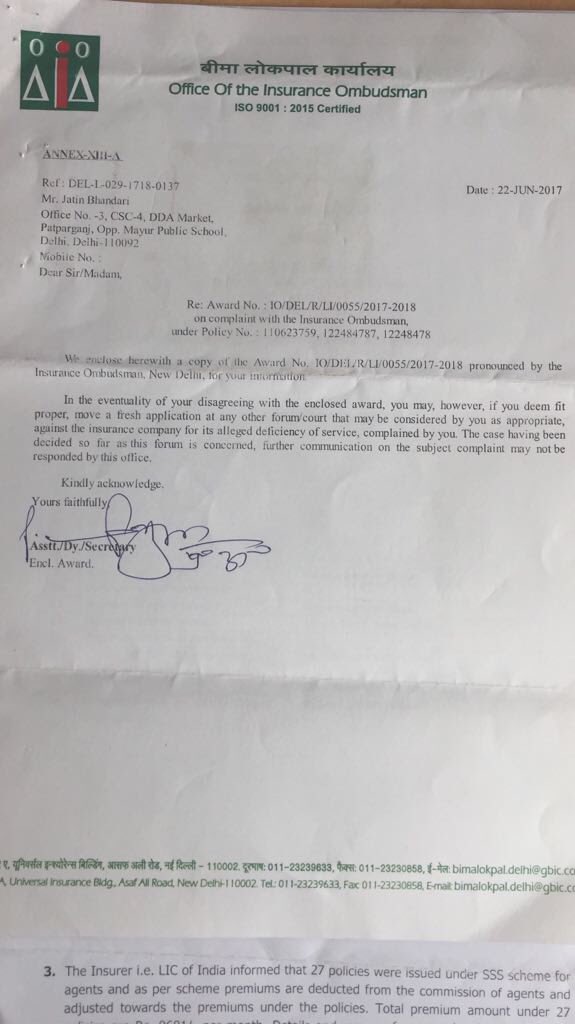 बीमा लोकपाल कार्यालय
Office Of the Insurance Ombudsman
ISO 9001 : 2015 Certified
ANNEX-XIII-A
Ref : DEL-L-029-1718-0137
Date : 22-JUN-2017
Mr. Jatin Bhandari
Office No. -3, CSC-4, DDA Market,
Patparganj, Opp. Mayur Public School,
Delhi, Delhi-110092
Mobile No. :
Dear Sir/Madam,
Re: Award No. : IO/DEL/R/LI/0055/2017-2018
on complaint with the Insurance Ombudsman,
under Policy No. : 110623759, 122484787, 12248478
We enclose herewith a copy of the Award No. IO/DEL/R/LI/0055/2017-2018 pronounced by the
Insurance Ombudsman, New Delhi, for your information.
In the eventuality of your disagreeing with the enclosed award, you may, however, if you deem fit
proper, move a fresh application at any other forum/court that may be considered by you as appropriate,
against the insurance company for its alleged deficiency of service, complained by you. The case having been
decided so far as this forum is concerned, further communication on the subject complaint may not be
responded by this office.
Kindly acknowledge.
Yours faithfully,
Asstt./Dy./Secretary
Encl. Award.
ए, यूनिवर्सल इन्श्योरेन्स बिल्डिंग, आसफ अली रोड, नई दिल्ली – 110002. दूरभाष: 011-23239633, फैक्स: 011-23230858, ई-मेल: bimalokpal.delhi@gbic.co
A, Universal Insurance Bldg., Asaf Ali Road, New Delhi-110002. Tel.: 011-23239633, Fax: 011-23230858, E-mail: bimalokpal.delhi@gbic.co
3. The Insurer i.e. LIC of India informed that 27 policies were issued under SSS scheme for
agents and as per scheme premiums are deducted from the commission of agents and
adjusted towards the premiums under the policies. Total premium amount under 27